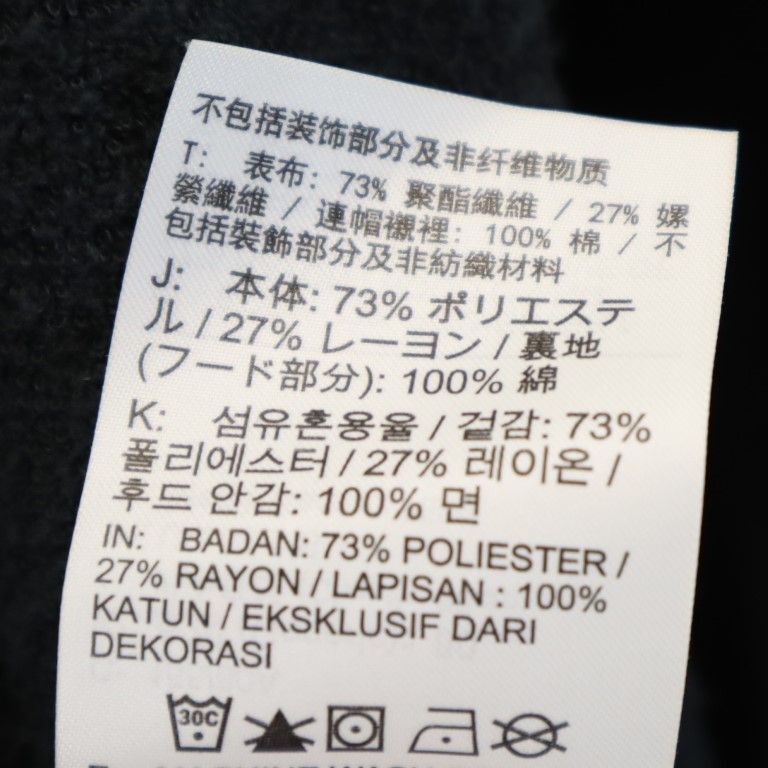 不包括装饰部分及非纤维物质
T: 表布: 73% 聚酯纖維 / 27% 嫘
縈纖維 / 連帽襯裡: 100% 棉 / 不
包括裝飾部分及非紡織材料
J: 本体: 73% ポリエステ
ル / 27% レーヨン / 裏地
(フード部分): 100% 綿
K: 섬유혼용율 / 겉감: 73%
폴리에스터 / 27% 레이온 /
후드 안감: 100% 면
IN: BADAN: 73% POLIESTER /
27% RAYON / LAPISAN : 100%
KATUN / EKSKLUSIF DARI
DEKORASI
30C